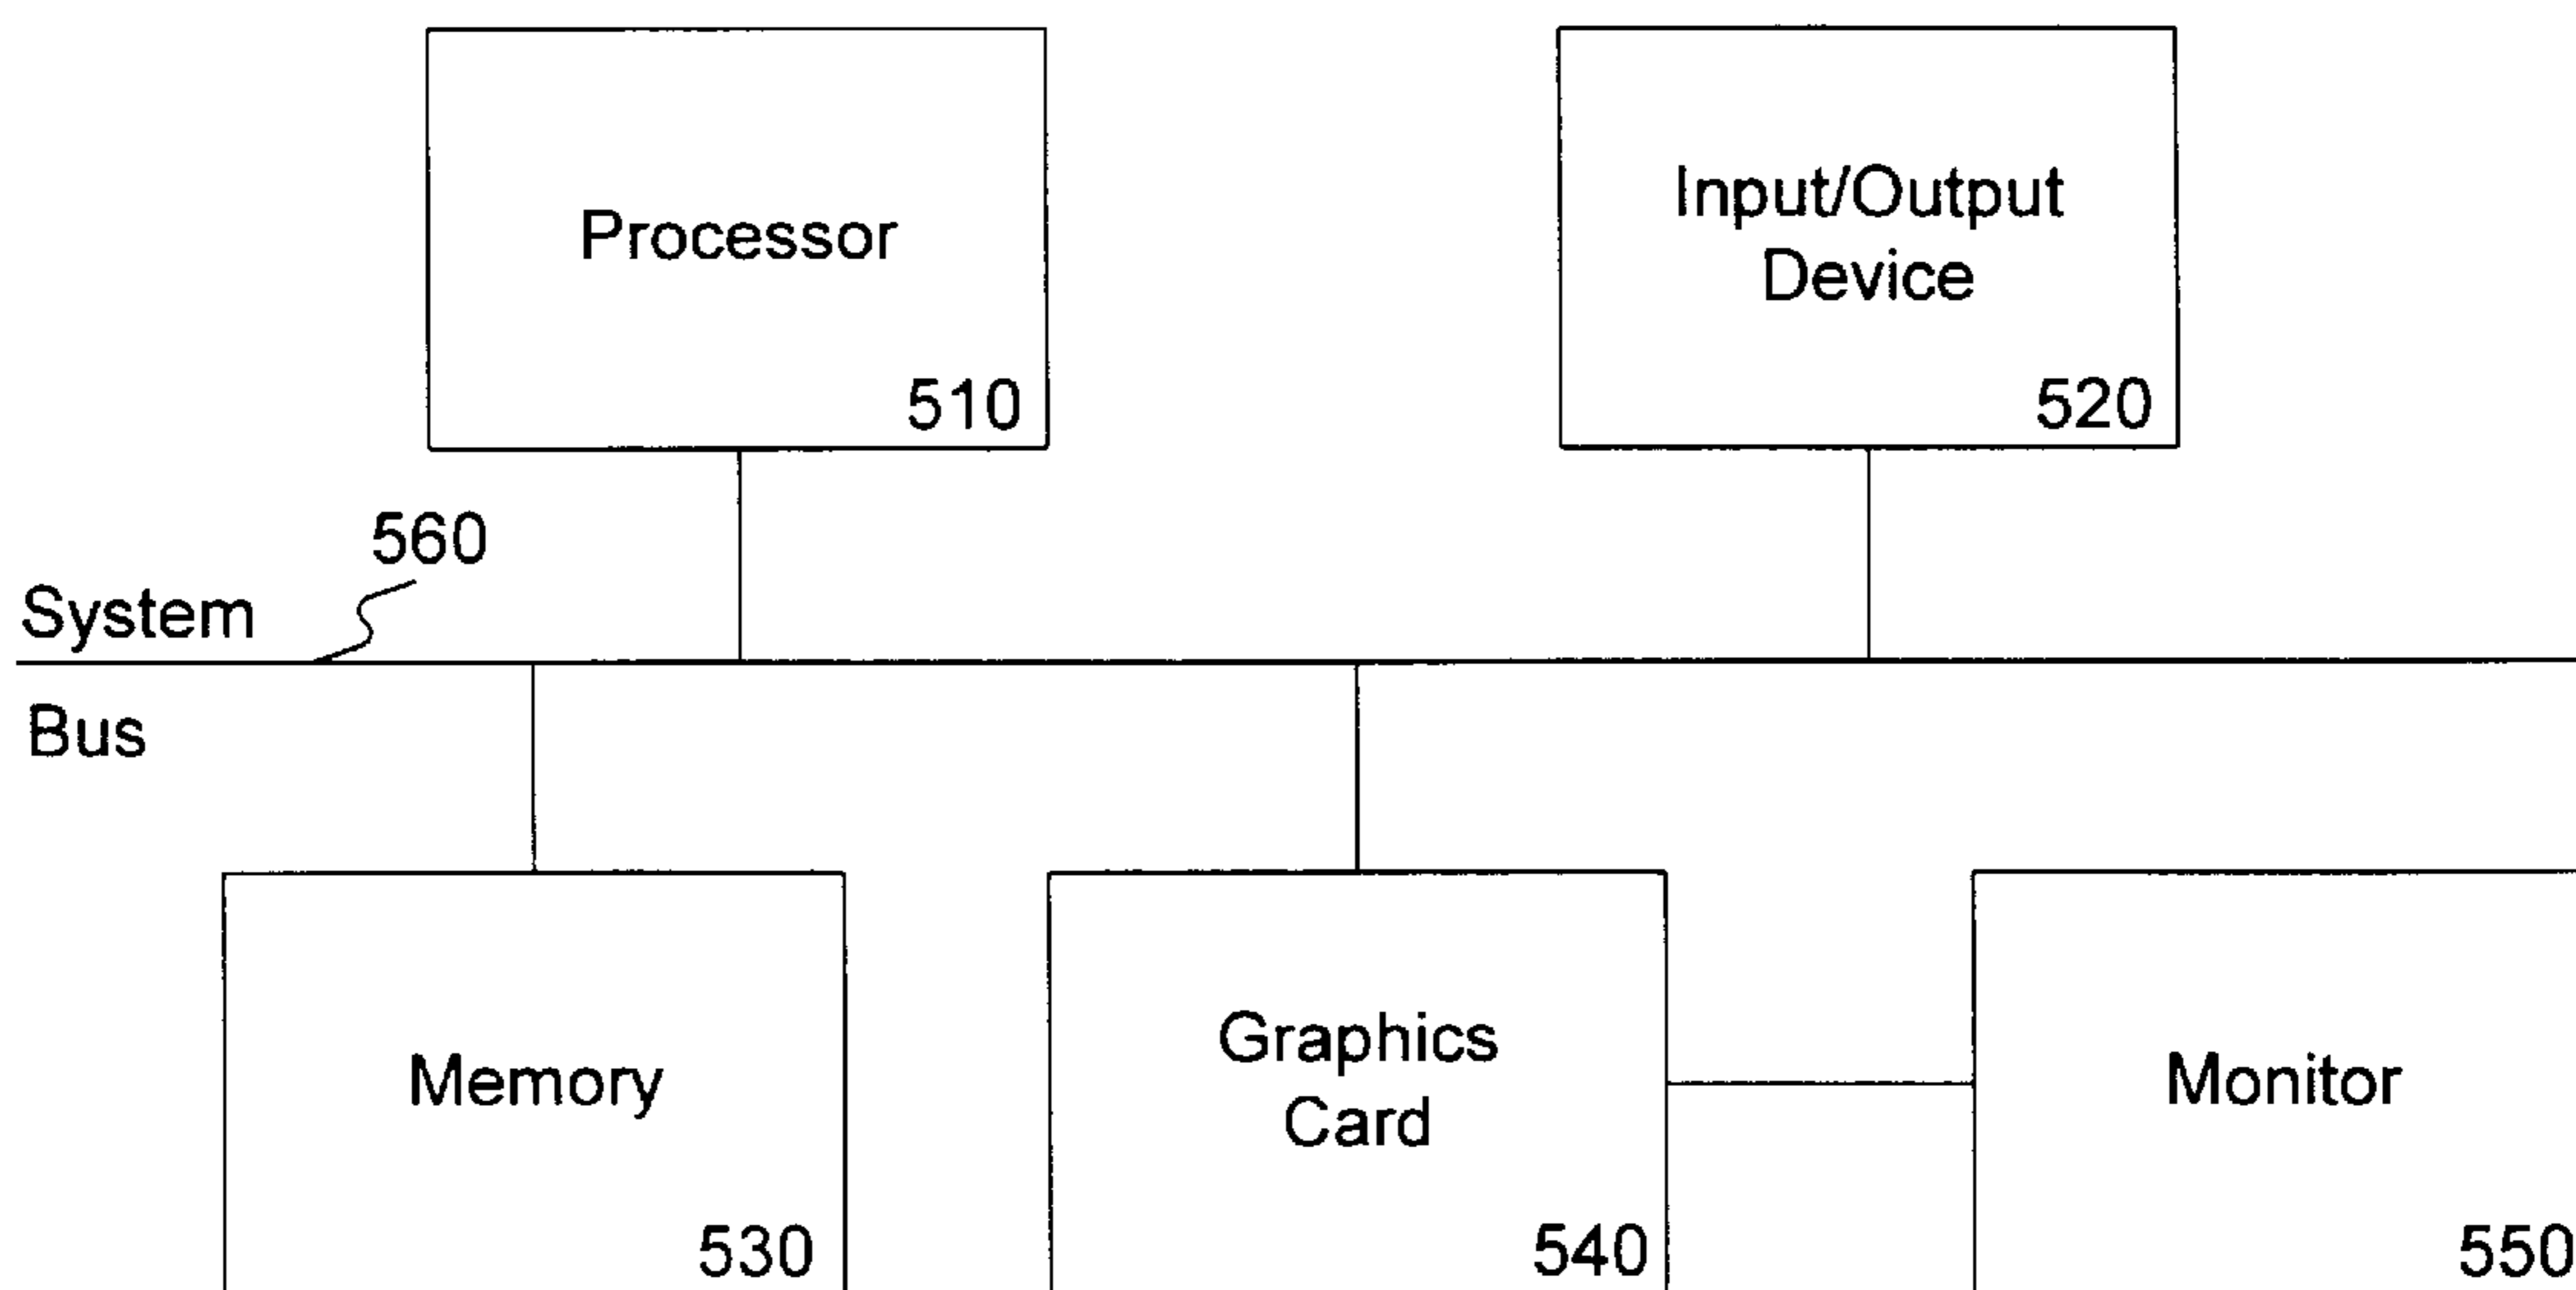 Processor
510
Input/Output
Device
520
560
System
Bus
Memory
530
Graphics
Card
540
Monitor
550